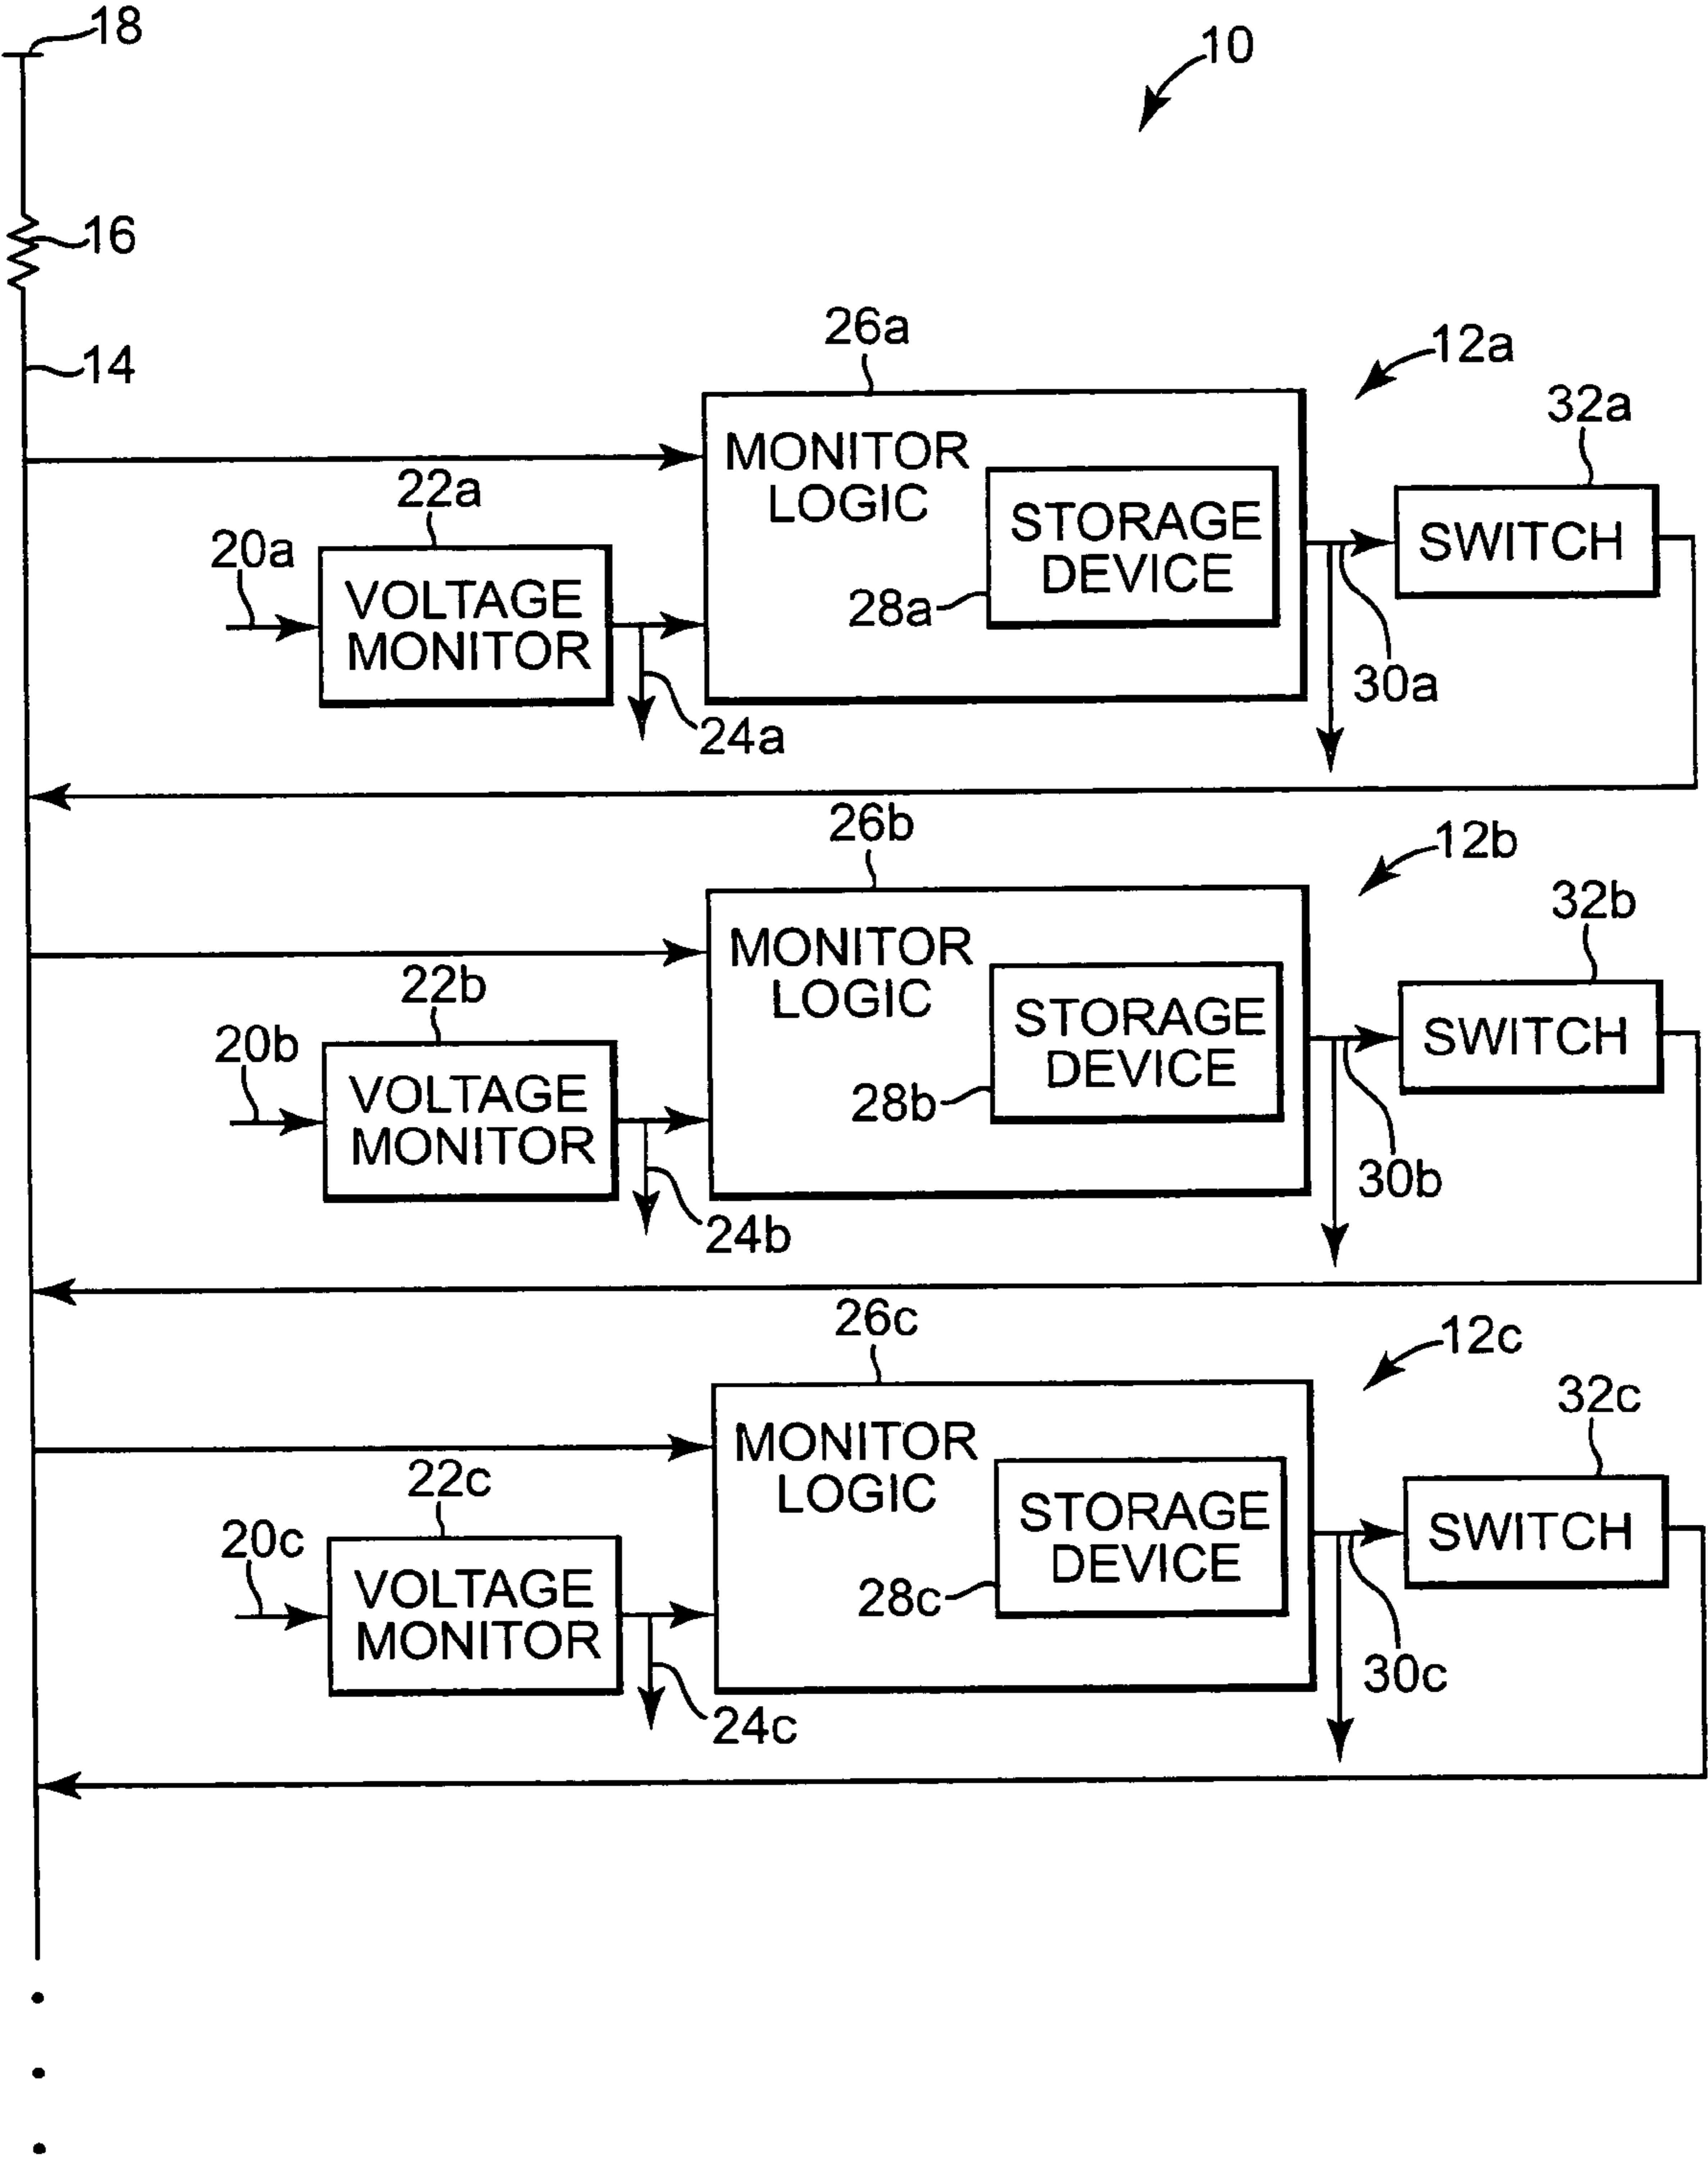 18
10
16
14
26a
12a
32a
MONITOR
LOGIC
22a
STORAGE
DEVICE
SWITCH
20a
VOLTAGE
MONITOR
28a
30a
24a
26b
12b
32b
MONITOR
LOGIC
22b
STORAGE
DEVICE
SWITCH
20b
VOLTAGE
MONITOR
28b
30b
24b
26c
12c
32c
MONITOR
LOGIC
22c
STORAGE
DEVICE
SWITCH
20c
VOLTAGE
MONITOR
28c
30c
24c